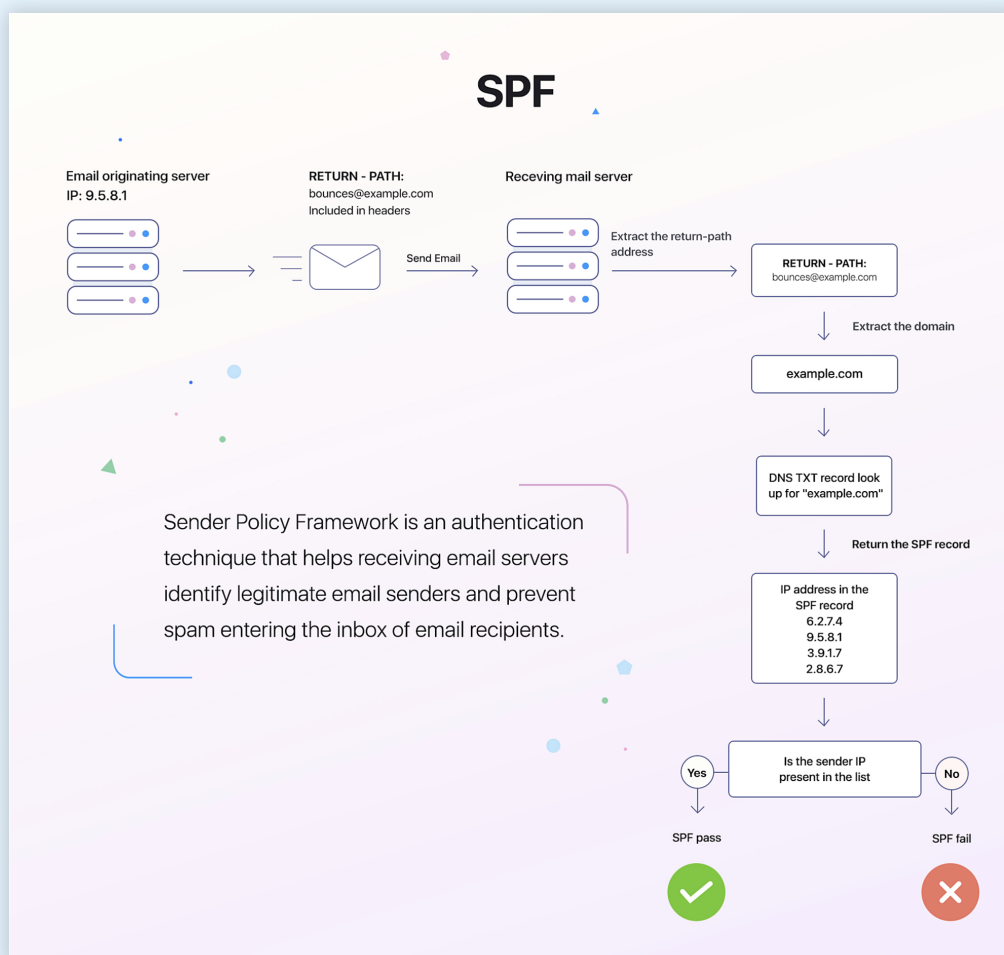 SPF
Email originating server
IP: 9.5.8.1
RETURN - PATH:
bounces@example.com
Included in headers
Send Email
Receving mail server
Extract the return-path
address
RETURN - PATH:
bounces@example.com
Extract the domain
example.com
DNS TXT record look
up for "example.com"
Return the SPF record
IP address in the
SPF record
6.2.7.4
9.5.8.1
3.9.1.7
2.8.6.7
Is the sender IP
present in the list
Yes
No
SPF pass
SPF fail
Sender Policy Framework is an authentication
technique that helps receiving email servers
identify legitimate email senders and prevent
spam entering the inbox of email recipients.